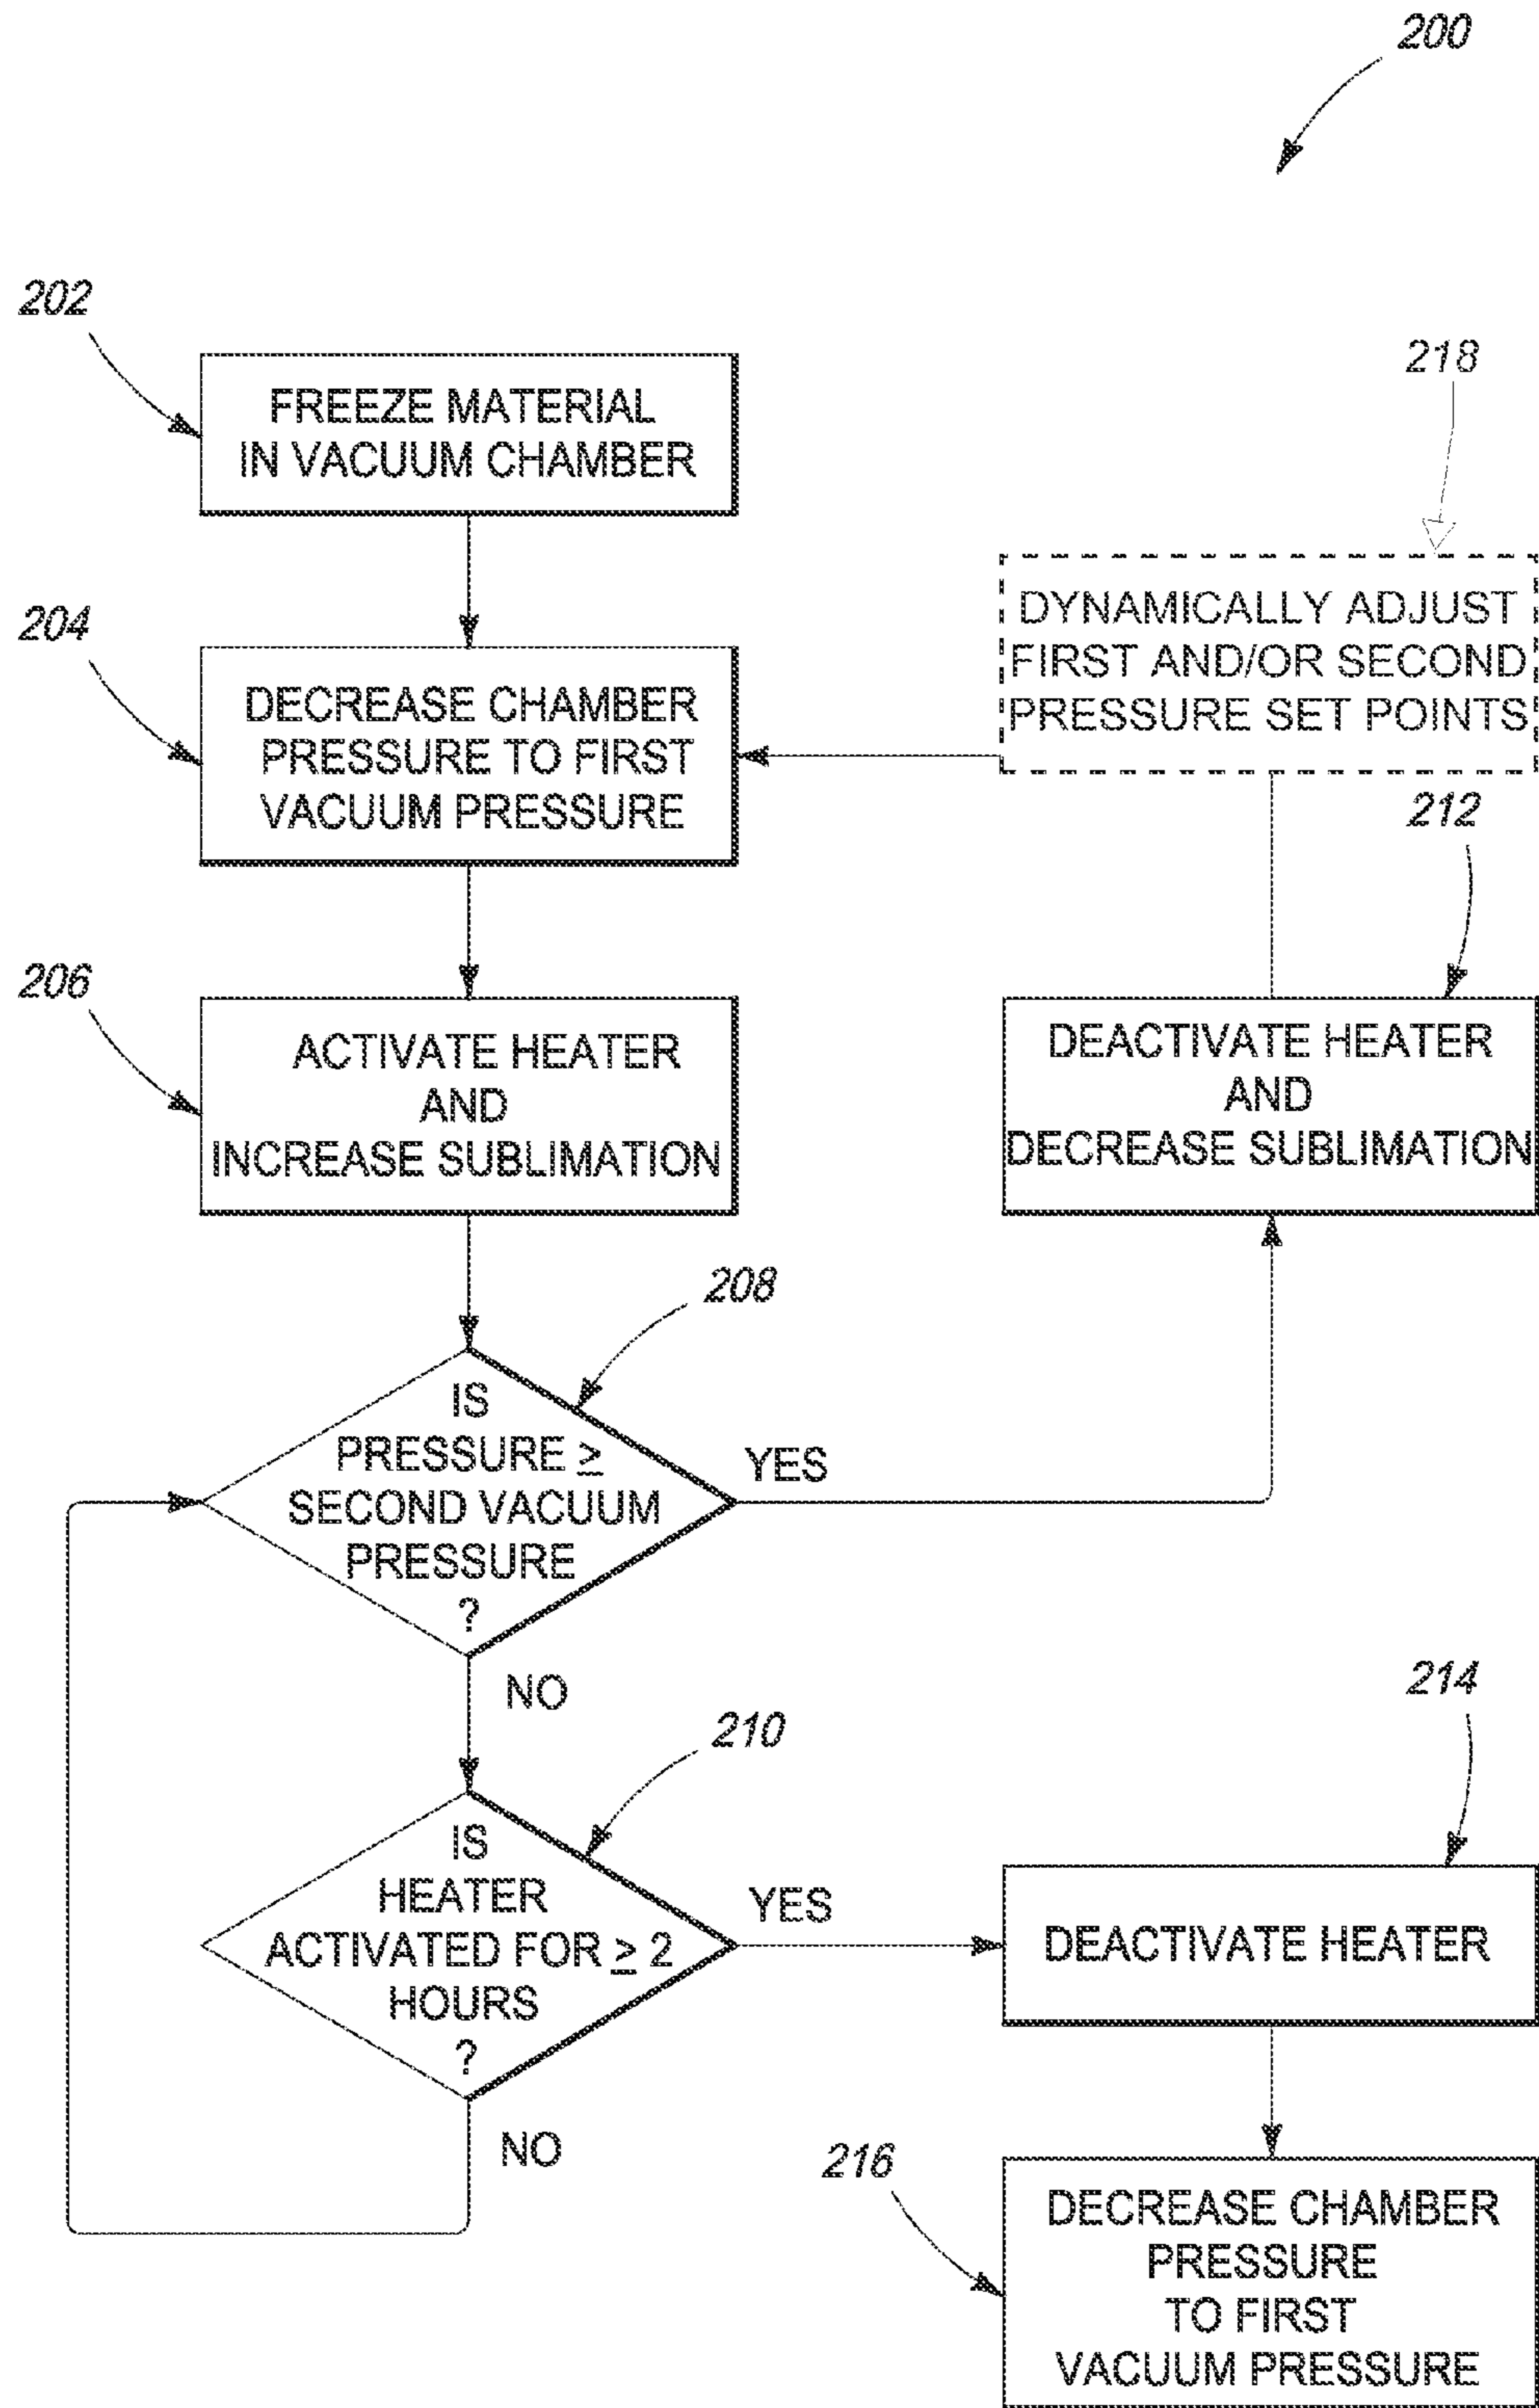 200
202
FREEZE MATERIAL
IN VACUUM CHAMBER
218
DYNAMICALLY ADJUST
FIRST AND/OR SECOND
PRESSURE SET POINTS
204
DECREASE CHAMBER
PRESSURE TO FIRST
VACUUM PRESSURE
212
206
ACTIVATE HEATER
AND
INCREASE SUBLIMATION
DEACTIVATE HEATER
AND
DECREASE SUBLIMATION
208
IS
PRESSURE ≥
SECOND VACUUM
PRESSURE
?
YES
NO
210
IS
HEATER
ACTIVATED FOR ≥ 2
HOURS
?
YES
NO
214
DEACTIVATE HEATER
216
DECREASE CHAMBER
PRESSURE
TO FIRST
VACUUM PRESSURE